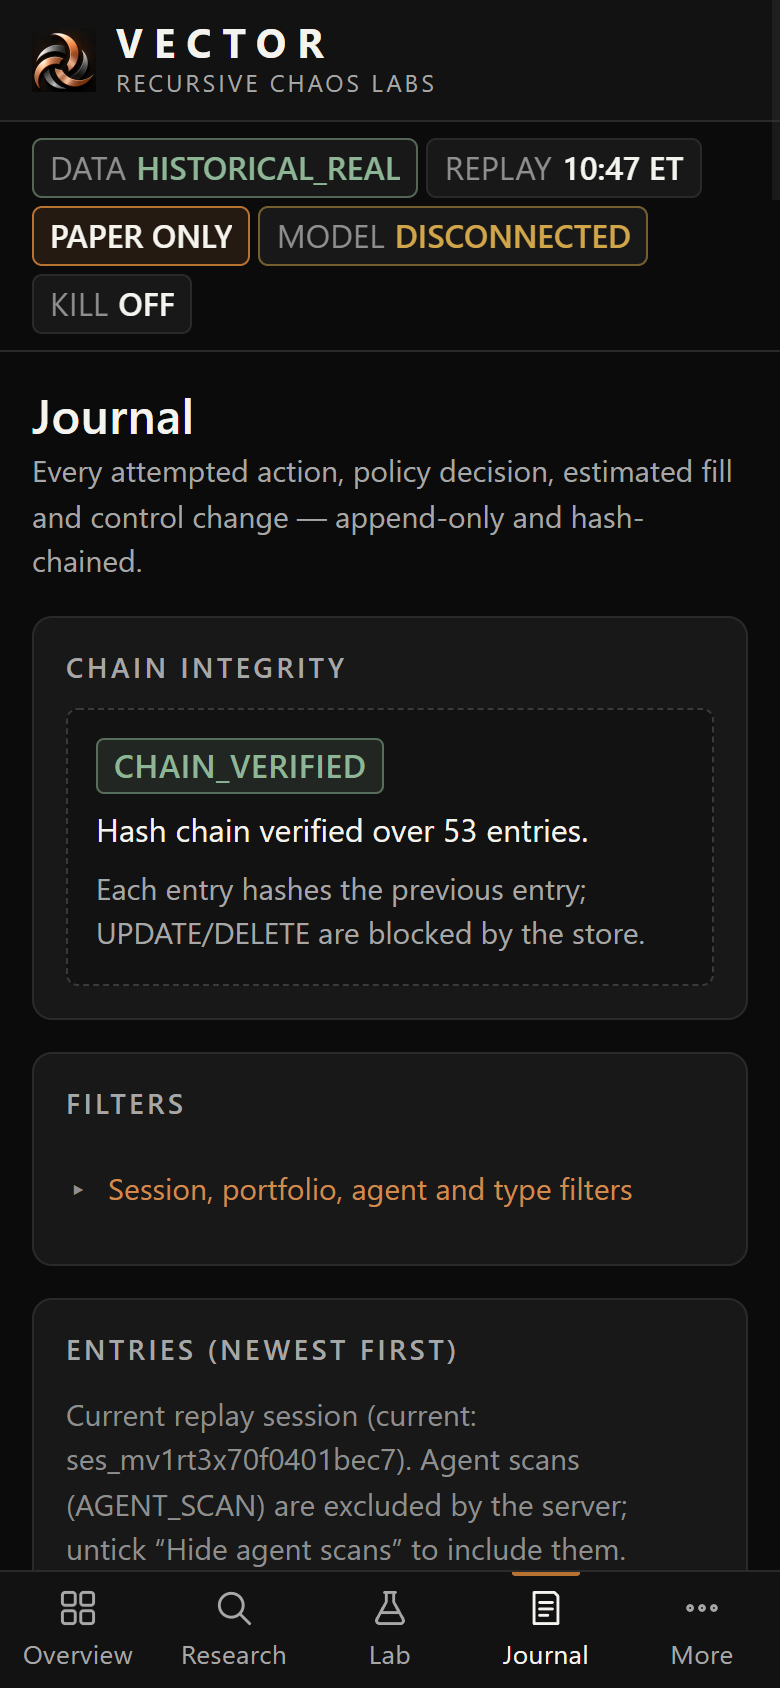 VECTOR
RECURSIVE CHAOS LABS
DATA HISTORICAL_REAL
REPLAY 10:47 ET
PAPER ONLY
MODEL DISCONNECTED
KILL OFF
Journal
Every attempted action, policy decision, estimated fill
and control change — append-only and hash-
chained.
CHAIN INTEGRITY
CHAIN_VERIFIED
Hash chain verified over 53 entries.
Each entry hashes the previous entry;
UPDATE/DELETE are blocked by the store.
FILTERS
Session, portfolio, agent and type filters
ENTRIES (NEWEST FIRST)
Current replay session (current:
ses_mv1rt3x70f0401bec7). Agent scans
(AGENT_SCAN) are excluded by the server;
untick “Hide agent scans” to include them.
Overview
Research
Lab
Journal
More